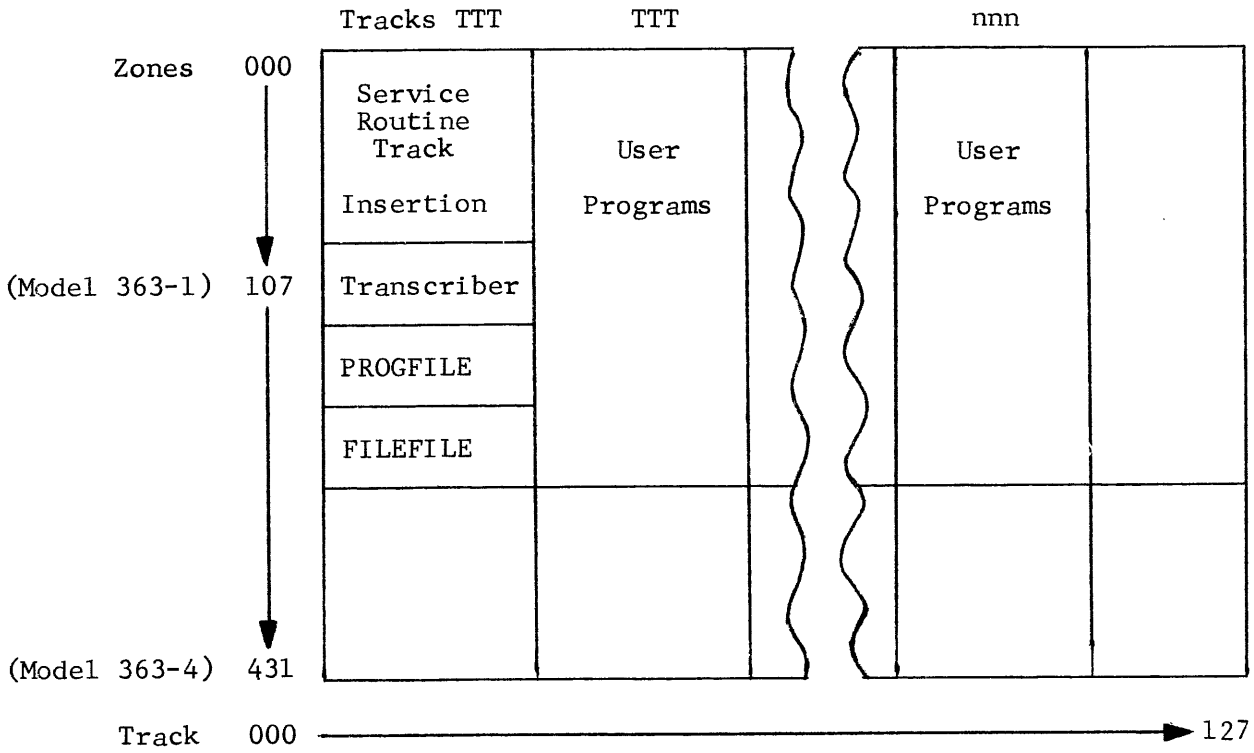 Tracks TTT TTT nnn
Zones 000
Service
Routine
Track
User
User
Insertion
Programs
Programs
(Model 363-1) 107 Transcriber
PROGFILE
FILEFILE
(Model 363-4) 431
Track 000 127